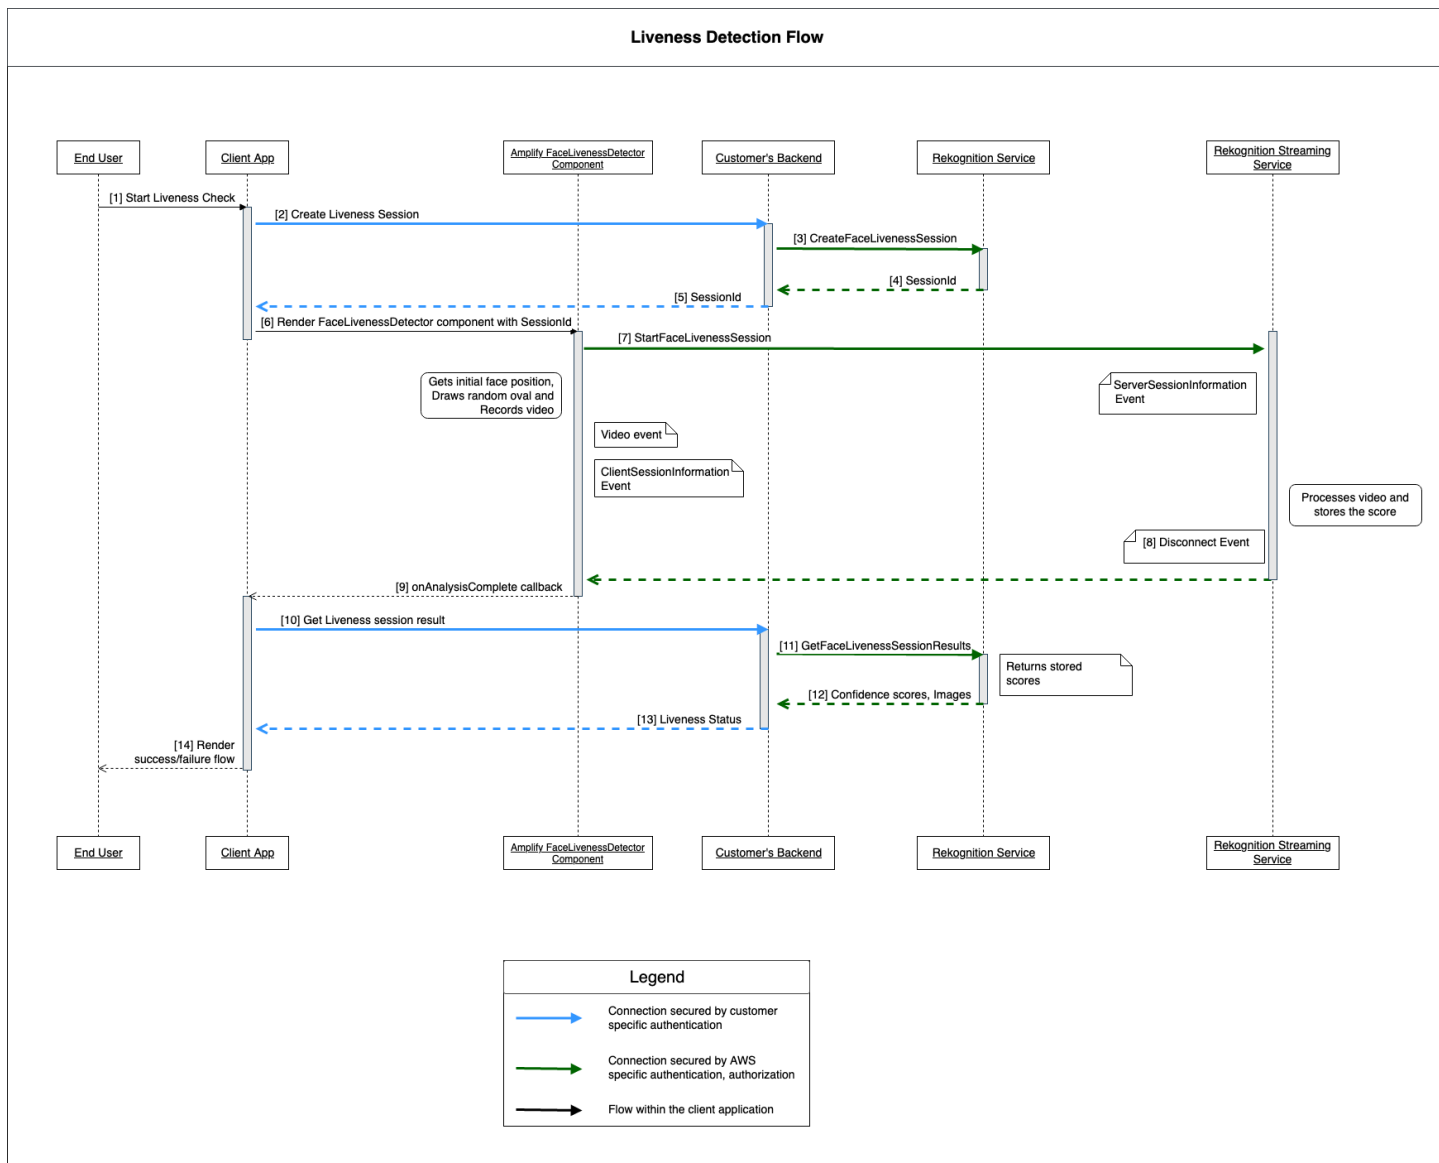 Liveness Detection Flow
End User
Client App
Amplify FaceLivenessDetector
Component
Customer's Backend
Rekognition Service
Rekognition Streaming
Service
[1] Start Liveness Check
[2] Create Liveness Session
[3] CreateFaceLivenessSession
[4] SessionId
[5] SessionId
[6] Render FaceLivenessDetector component with SessionId
[7] StartFaceLivenessSession
Gets initial face position,
Draws random oval and
Records video
ServerSessionInformation
Event
Video event
ClientSessionInformation
Event
Processes video and
stores the score
[8] Disconnect Event
[9] onAnalysisComplete callback
[10] Get Liveness session result
[11] GetFaceLivenessSessionResults
Returns stored
scores
[12] Confidence scores, Images
[13] Liveness Status
[14] Render
success/failure flow
End User
Client App
Amplify FaceLivenessDetector
Component
Customer's Backend
Rekognition Service
Rekognition Streaming
Service
Legend
Connection secured by customer
specific authentication
Connection secured by AWS
specific authentication, authorization
Flow within the client application